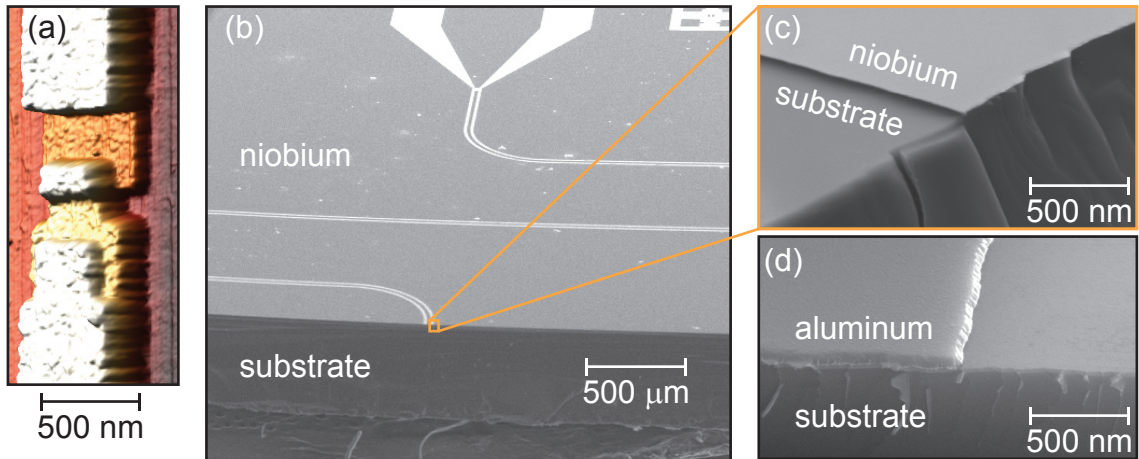 (a)
500 nm
(b)
niobium
substrate
500 μm
(c)
niobium
substrate
500 nm
(d)
aluminum
substrate
500 nm